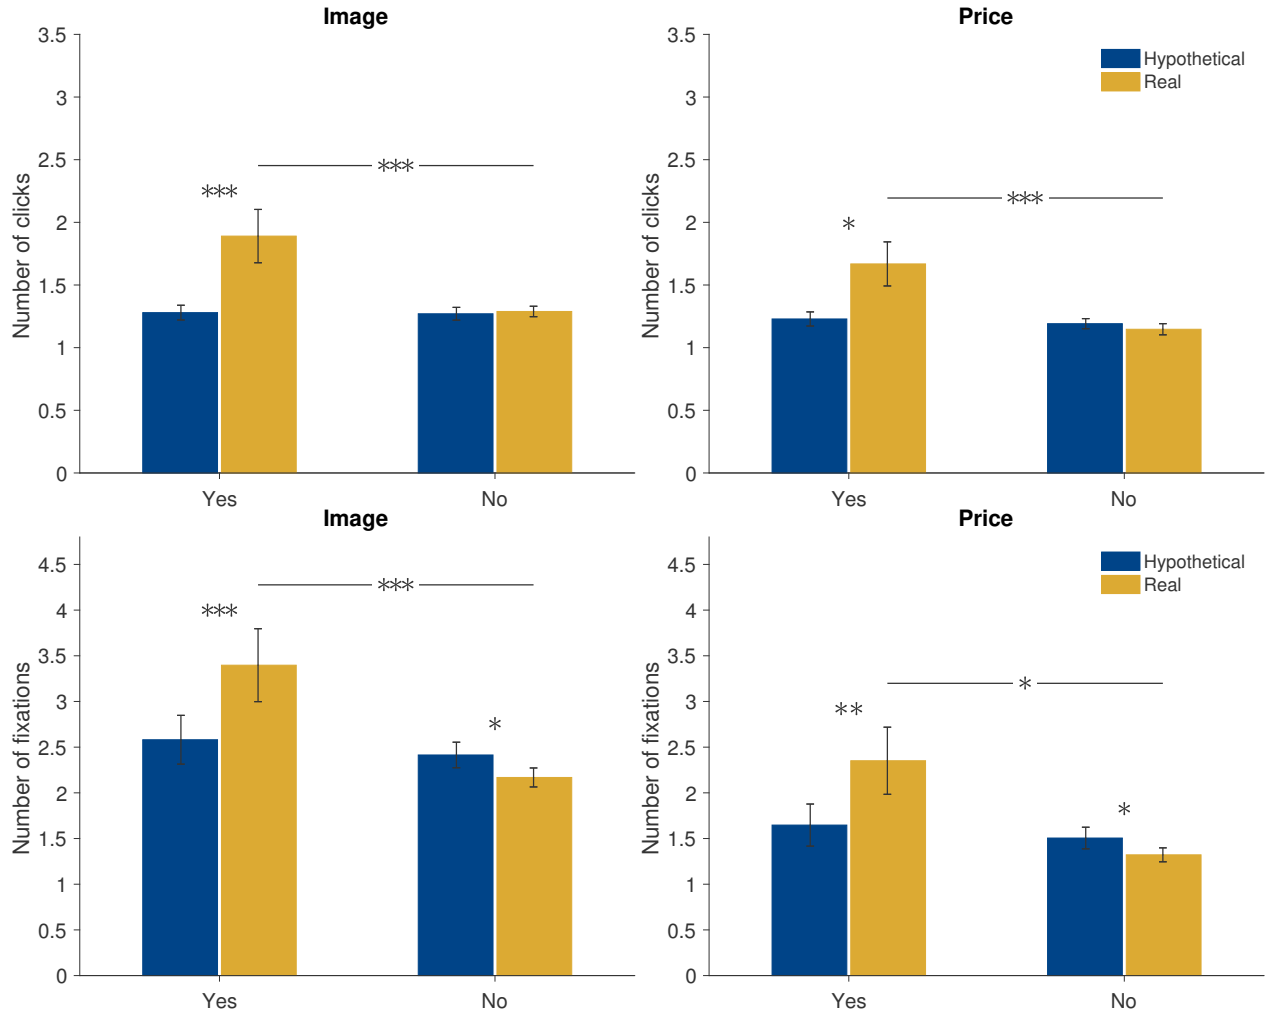 Image
Number of clicks
3.5
3
2.5
2
1.5
1
0.5
0
***
***
Yes
No
Price
Number of clicks
3.5
3
2.5
2
1.5
1
0.5
0
Hypothetical
Real
*
***
Yes
No
Image
Number of fixations
4.5
4
3.5
3
2.5
2
1.5
1
0.5
0
***
***
*
Yes
No
Price
Number of fixations
4.5
4
3.5
3
2.5
2
1.5
1
0.5
0
Hypothetical
Real
**
*
*
Yes
No